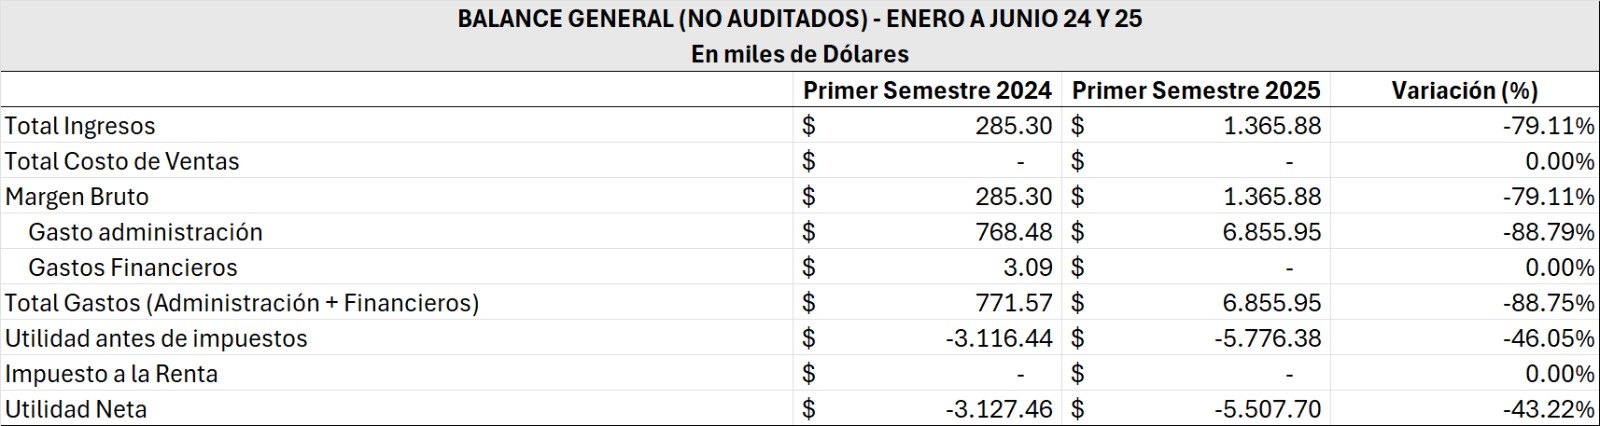 BALANCE GENERAL (NO AUDITADOS) - ENERO A JUNIO 24 Y 25
En miles de Dólares
Primer Semestre 2024 Primer Semestre 2025 Variación (%)
Total Ingresos $ 285.30 $ 1.365.88 -79.11%
Total Costo de Ventas $ - $ - 0.00%
Margen Bruto $ 285.30 $ 1.365.88 -79.11%
Gasto administración $ 768.48 $ 6.855.95 -88.79%
Gastos Financieros $ 3.09 $ - 0.00%
Total Gastos (Administración + Financieros) $ 771.57 $ 6.855.95 -88.75%
Utilidad antes de impuestos $ -3.116.44 $ -5.776.38 -46.05%
Impuesto a la Renta $ - $ - 0.00%
Utilidad Neta $ -3.127.46 $ -5.507.70 -43.22%